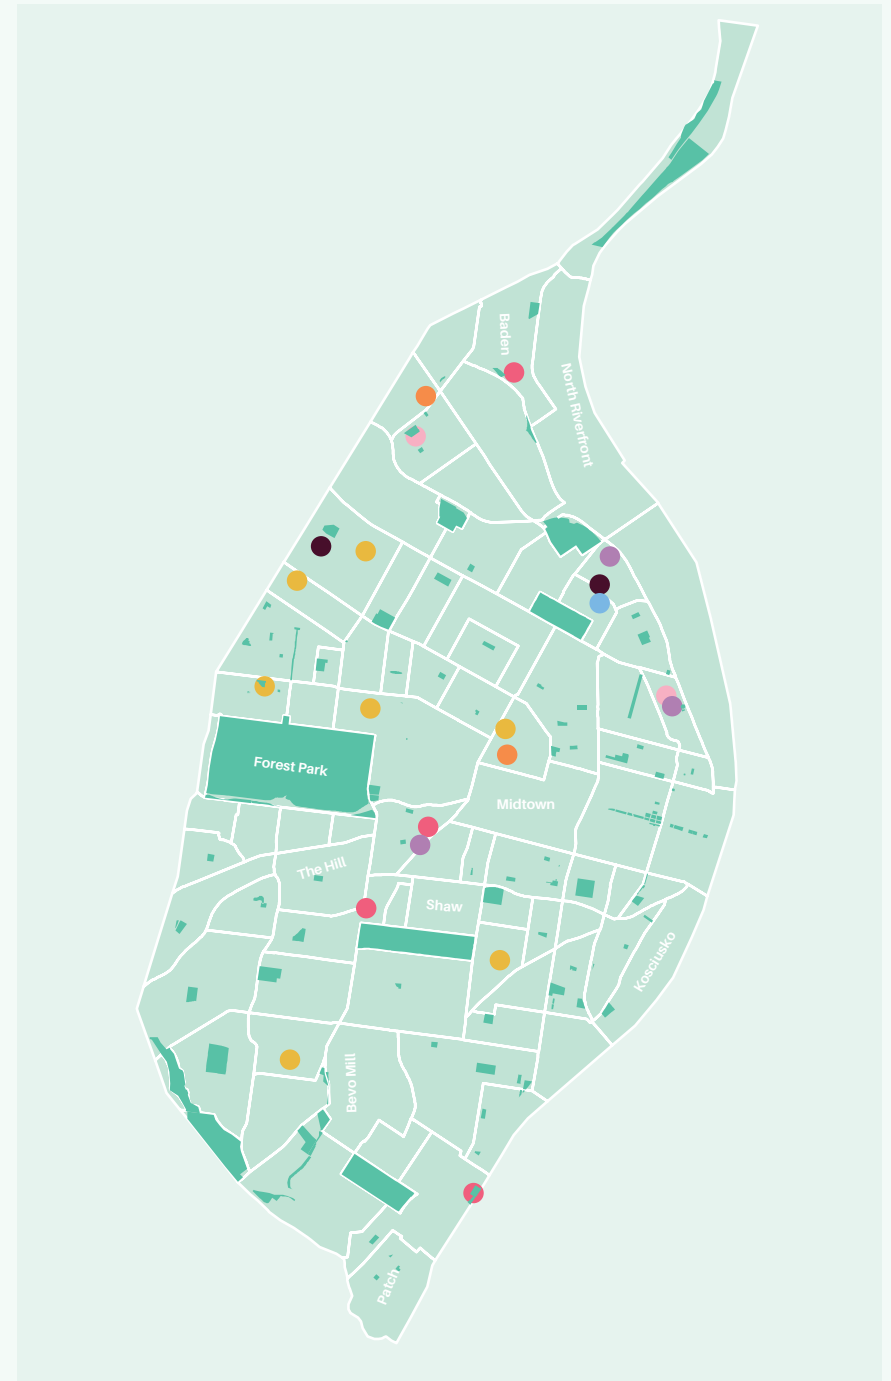 Baden
North Riverfront
Forest Park
Midtown
The Hill
Shaw
Kosciusko
Bevo Mill
Patch